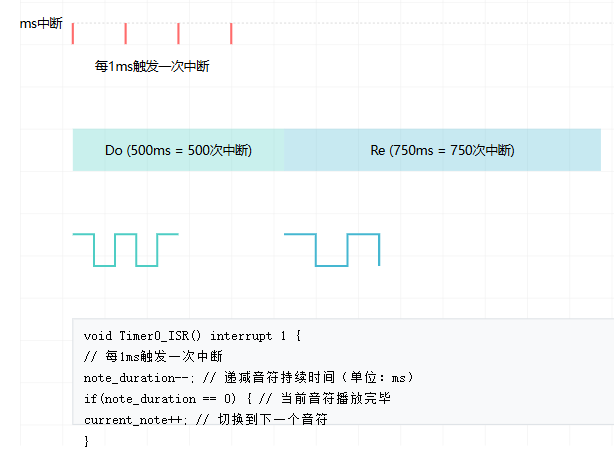 ms中断
每1ms触发一次中断
Do (500ms = 500次中断)
Re (750ms = 750次中断)
void Timer0_ISR() interrupt 1 {
// 每1ms触发一次中断
note_duration--; // 递减音符持续时间（单位：ms）
if(note_duration == 0) { // 当前音符播放完毕
current_note++; // 切换到下一个音符
}